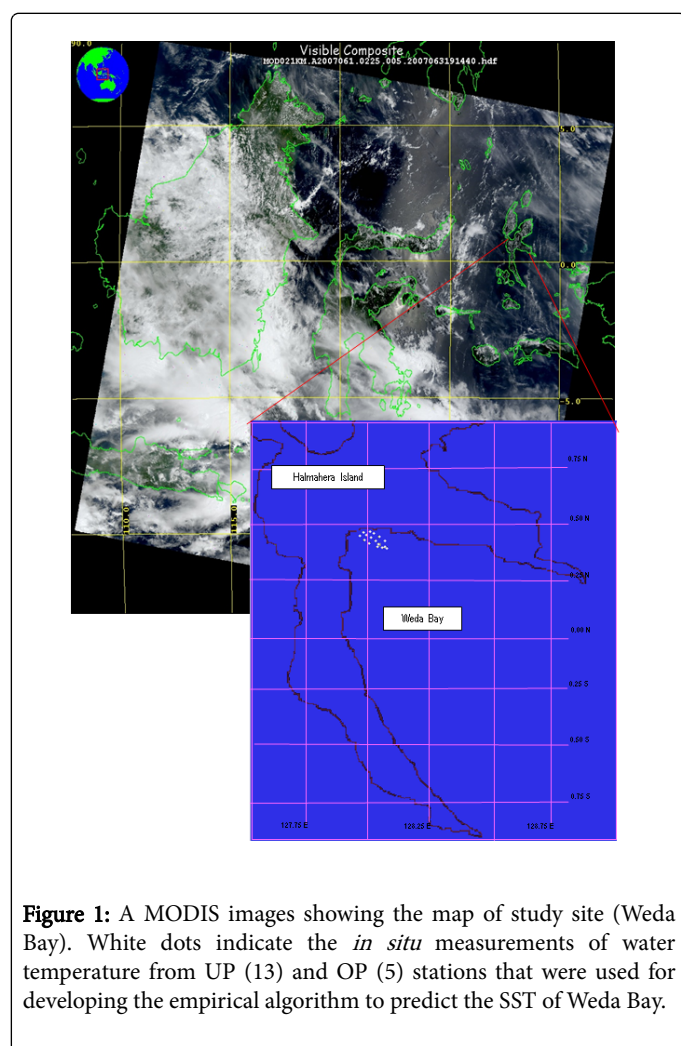 90.0
Visible Composite
MOD021KM.A2007061.0225.005.2007063191440.hdf
5.0
0.0
-5.0
110.0
115.0
0.75 N
Halmahera Island
0.50 N
0.25 N
Weda Bay
0.00 N
0.25 S
0.50 S
0.75 S
127.75 E
128.25 E
128.75 E
Figure 1: A MODIS images showing the map of study site (Weda
Bay). White dots indicate the in situ measurements of water
temperature from UP (13) and OP (5) stations that were used for
developing the empirical algorithm to predict the SST of Weda Bay.